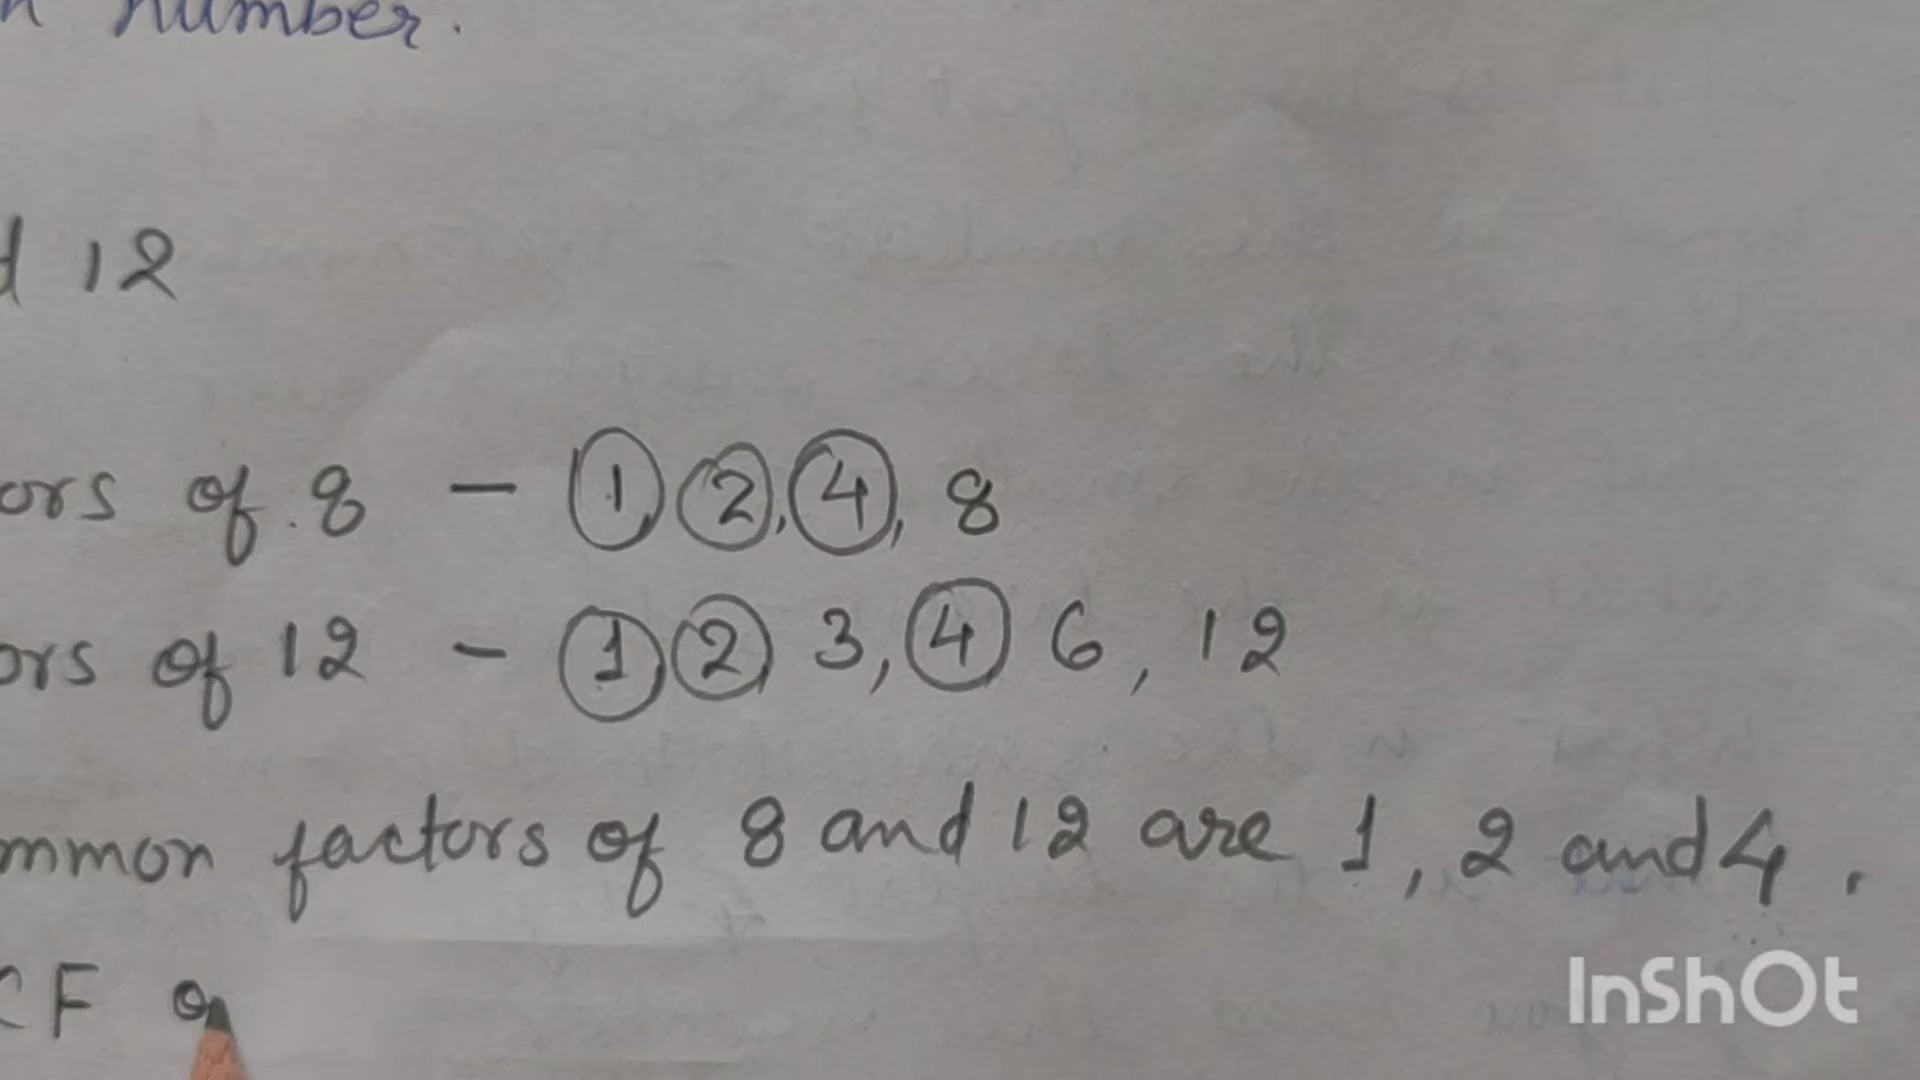 number.
d 12
ors of 8 - 1, 2, 4, 8
ors of 12 - 1, 2, 3, 4 6, 12
mmon factors of 8 and 12 are 1, 2 and 4.
CF o
InShOt